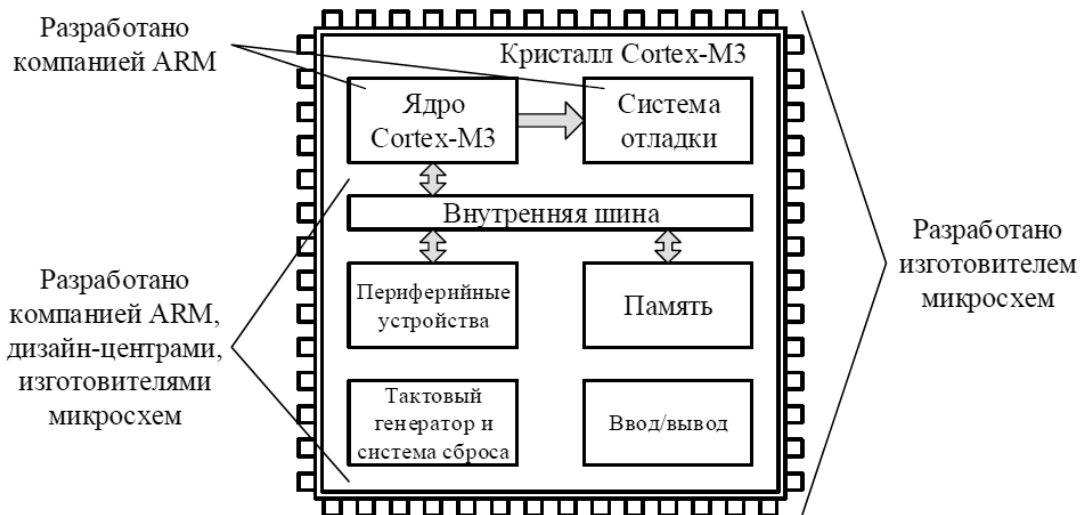 Разработано
компанией ARM
Кристалл Cortex-M3
Ядро
Cortex-M3
Система
отладки
Внутренняя шина
Разработано
компанией ARM,
дизайн-центрами,
изготовителями
микросхем
Периферийные
устройства
Память
Тактовый
генератор и
система сброса
Ввод/вывод
Разработано
изготовителем
микросхем